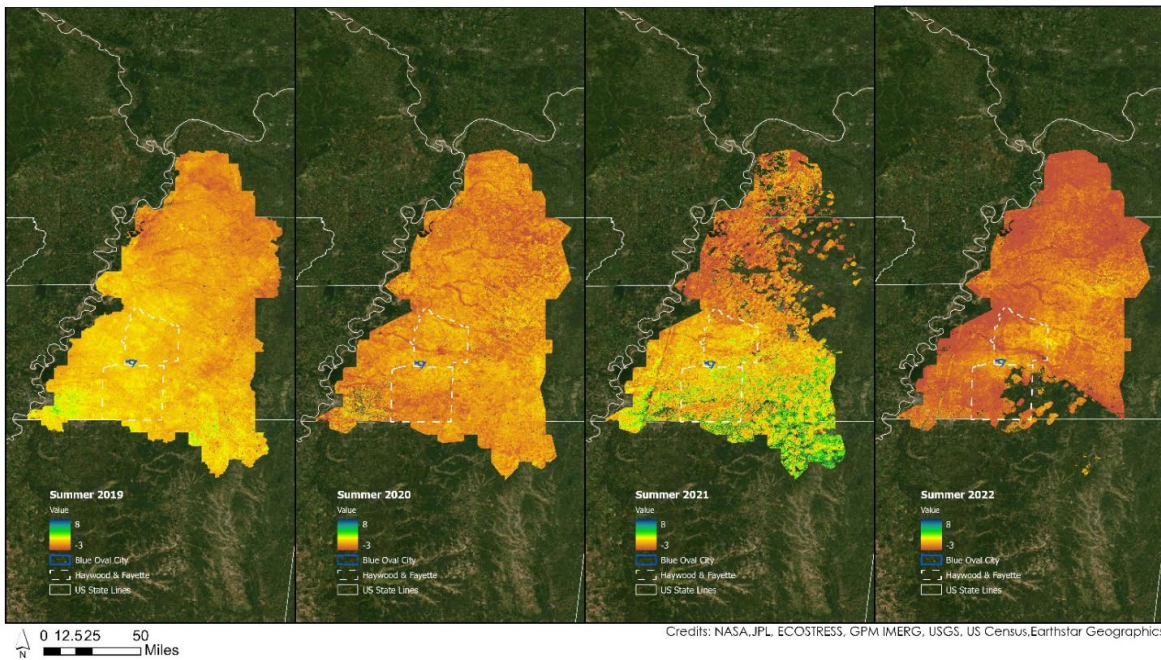 Summer 2019
Value
8
-3
Blue Oval City
Haywood & Fayette
US State Lines
Summer 2020
Value
8
-3
Blue Oval City
Haywood & Fayette
US State Lines
Summer 2021
Value
8
-3
Blue Oval City
Haywood & Fayette
US State Lines
Summer 2022
Value
8
-3
Blue Oval City
Haywood & Fayette
US State Lines
N
0 12.525 50
Miles
Credits: NASA,JPL, ECOSTRESS, GPM IMERG, USGS, US Census,Earthstar Geographics